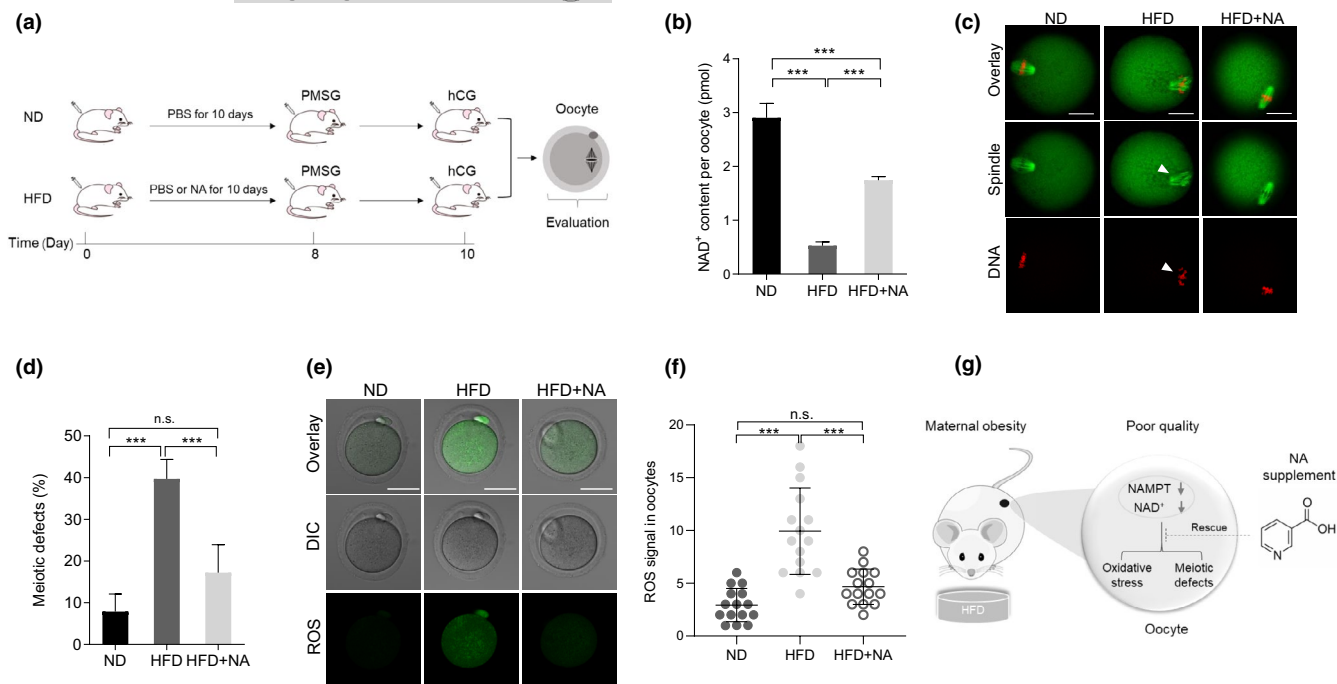 (a)
ND
PBS for 10 days
PMSG
hCG
Oocyte
HFD
PBS or NA for 10 days
PMSG
hCG
Evaluation
Time (Day)
0
8
10
(b)
NAD⁺ content per oocyte (pmol)
4
3
2
1
0
***
***
***
ND
HFD
HFD+NA
(c)
ND
HFD
HFD+NA
Overlay
Spindle
DNA
(d)
Meiotic defects (%)
50
40
30
20
10
0
n.s.
***
***
ND
HFD
HFD+NA
(e)
ND
HFD
HFD+NA
Overlay
DIC
ROS
(f)
ROS signal in oocytes
20
15
10
5
0
n.s.
***
***
ND
HFD
HFD+NA
(g)
Maternal obesity
Poor quality
NA
supplement
NAMPT
NAD⁺
Rescue
Oxidative
stress
Meiotic
defects
O
OH
N
HFD
Oocyte